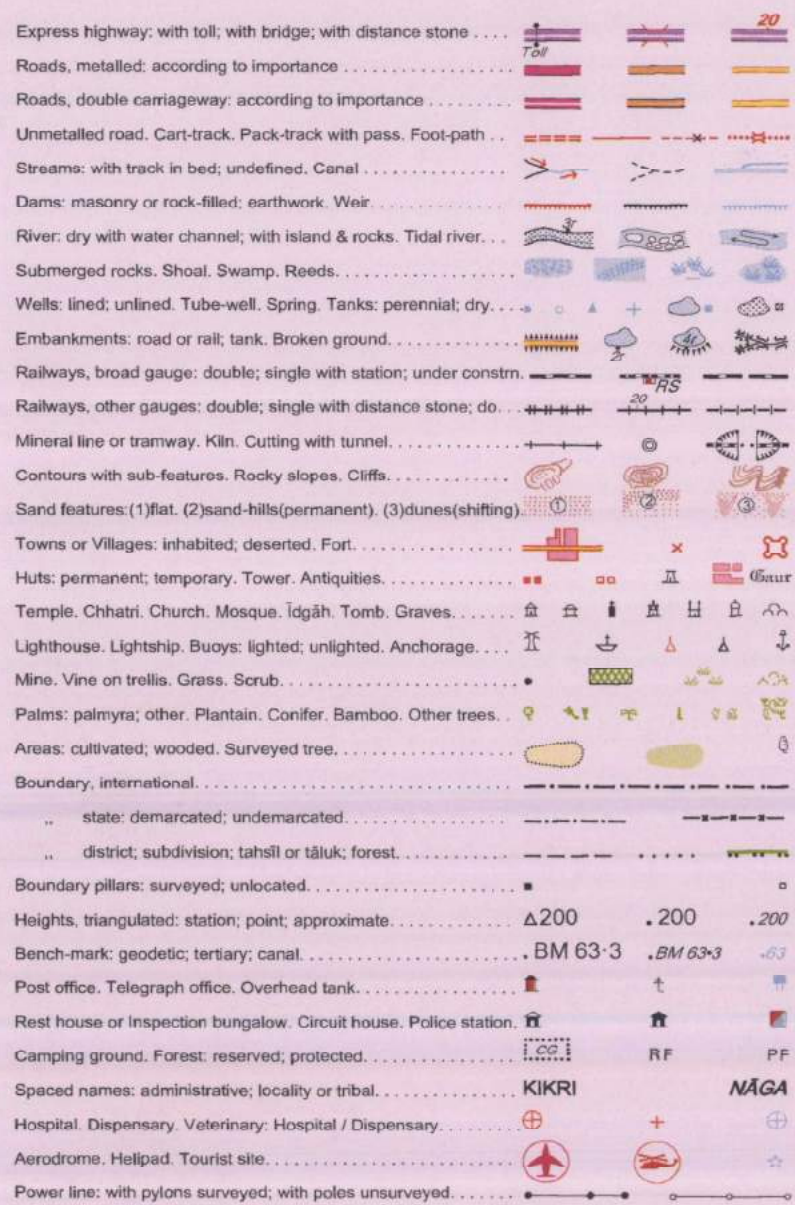 Express highway: with toll; with bridge; with distance stone . . . . 20
Toll
Roads, metalled: according to importance . . . . . . . . . . . . . . . . .
Roads, double carriageway: according to importance . . . . . . . .
Unmetalled road. Cart-track. Pack-track with pass. Foot-path . .
Streams: with track in bed; undefined. Canal . . . . . . . . . . . . . . .
Dams: masonry or rock-filled; earthwork. Weir. . . . . . . . . . . . . .
River: dry with water channel; with island & rocks. Tidal river. . . 3r
Submerged rocks. Shoal. Swamp. Reeds. . . . . . . . . . . . . . . . . .
Wells: lined; unlined. Tube-well. Spring. Tanks: perennial; dry. . .
Embankments: road or rail; tank. Broken ground. . . . . . . . . . . . 2r 4r
Railways, broad gauge: double; single with station; under constrn. RS
Railways, other gauges: double; single with distance stone; do. . . 20
Mineral line or tramway. Kiln. Cutting with tunnel. . . . . . . . . . . .
Contours with sub-features. Rocky slopes. Cliffs. . . . . . . . . . . . .
Sand features:(1)flat. (2)sand-hills(permanent). (3)dunes(shifting). 1 2 3
Towns or Villages: inhabited; deserted. Fort. . . . . . . . . . . . . . . .
Huts: permanent; temporary. Tower. Antiquities. . . . . . . . . . . . . Gaur
Temple. Chhatri. Church. Mosque. Īdgāh. Tomb. Graves. . . . . . .
Lighthouse. Lightship. Buoys: lighted; unlighted. Anchorage. . . .
Mine. Vine on trellis. Grass. Scrub. . . . . . . . . . . . . . . . . . . . . .
Palms: palmyra; other. Plantain. Conifer. Bamboo. Other trees. . .
Areas: cultivated; wooded. Surveyed tree. . . . . . . . . . . . . . . . .
Boundary, international. . . . . . . . . . . . . . . . . . . . . . . . . . . . .
,, state: demarcated; undemarcated. . . . . . . . . . . . . . . . .
,, district; subdivision; tahsīl or tāluk; forest. . . . . . . . . . . . .
Boundary pillars: surveyed; unlocated. . . . . . . . . . . . . . . . . . . .
Heights, triangulated: station; point; approximate. . . . . . . . . . . △200 .200 .200
Bench-mark: geodetic; tertiary; canal. . . . . . . . . . . . . . . . . . . . .BM 63·3 .BM 63·3 .63
Post office. Telegraph office. Overhead tank. . . . . . . . . . . . . . .
Rest house or Inspection bungalow. Circuit house. Police station.
Camping ground. Forest: reserved; protected. . . . . . . . . . . . . . CG RF PF
Spaced names: administrative; locality or tribal. . . . . . . . . . . . . KIKRI NĀGA
Hospital. Dispensary. Veterinary: Hospital / Dispensary. . . . . . . .
Aerodrome. Helipad. Tourist site. . . . . . . . . . . . . . . . . . . . . . . .
Power line: with pylons surveyed; with poles unsurveyed. . . . . . .